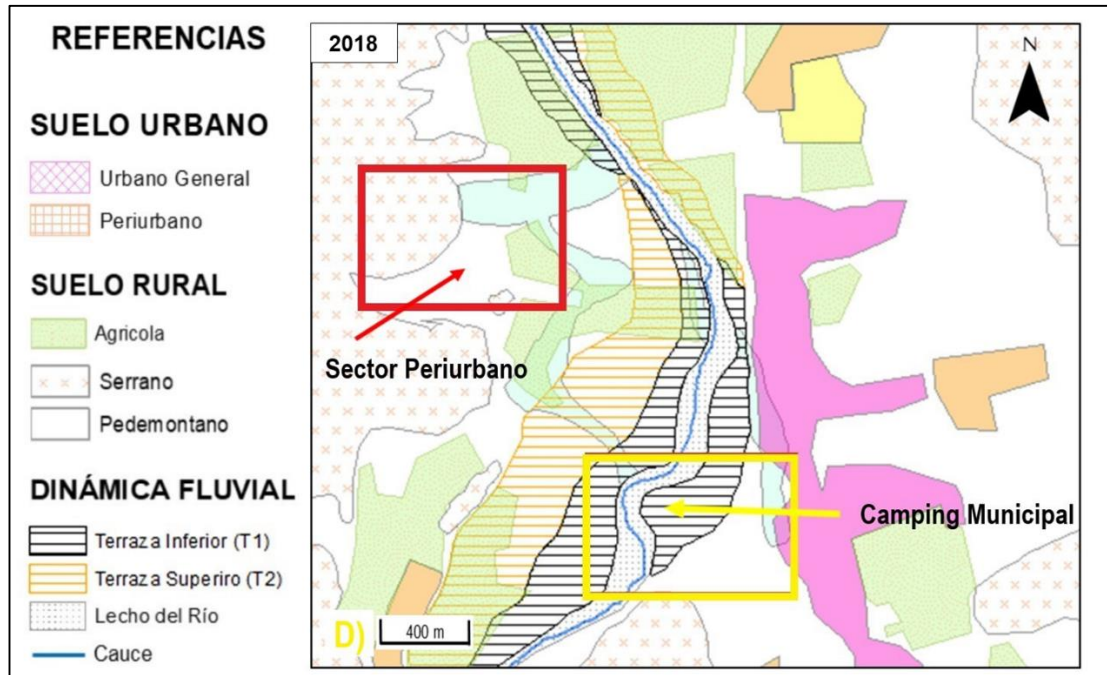 REFERENCIAS
SUELO URBANO
Urbano General
Periurbano
SUELO RURAL
Agricola
Serrano
Pedemontano
DINÁMICA FLUVIAL
Terraza Inferior (T1)
Terraza Superiro (T2)
Lecho del Río
Cauce
2018
N
Sector Periurbano
Camping Municipal
D)
400 m